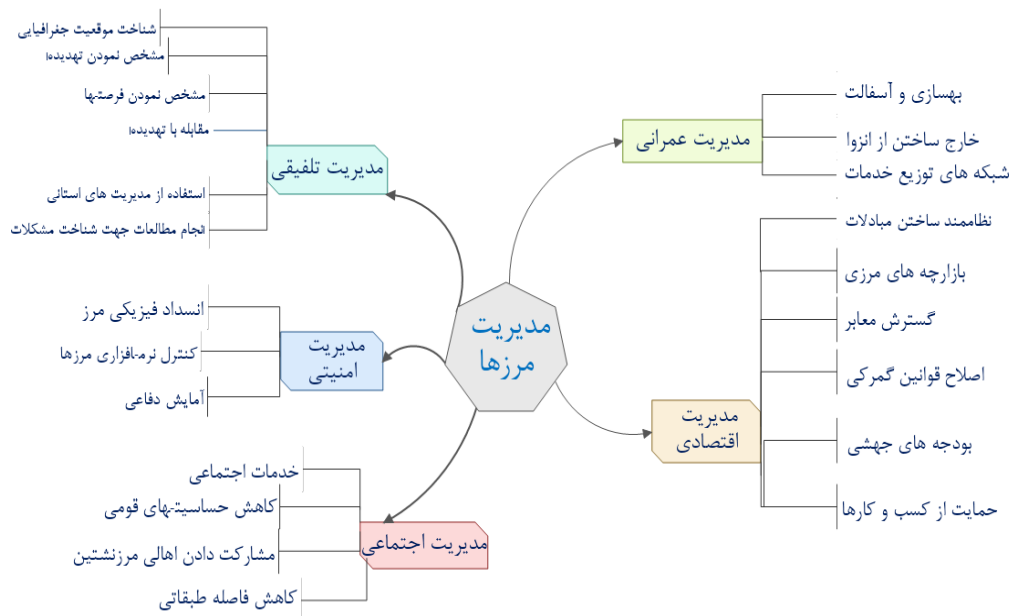 مدیریت
مرزها
مدیریت عمرانی
بهسازی و آسفالت
خارج ساختن از انزوا
شبکه های توزیع خدمات
مدیریت
اقتصادی
نظاممند ساختن مبادلات
بازارچه های مرزی
گسترش معابر
اصلاح قوانین گمرکی
بودجه های جهشی
حمایت از کسب و کارها
مدیریت تلفیقی
شناخت موقعیت جغرافیایی
مشخص نمودن تهدیدها
مشخص نمودن فرصت‌ها
مقابله با تهدیدها
استفاده از مدیریت های استانی
انجام مطالعات جهت شناخت مشکلات
مدیریت
امنیتی
انسداد فیزیکی مرز
کنترل نرم‌افزاری مرزها
آمایش دفاعی
مدیریت اجتماعی
خدمات اجتماعی
کاهش حساسیت‌های قومی
مشارکت دادن اهالی مرزنشتین
کاهش فاصله طبقاتی